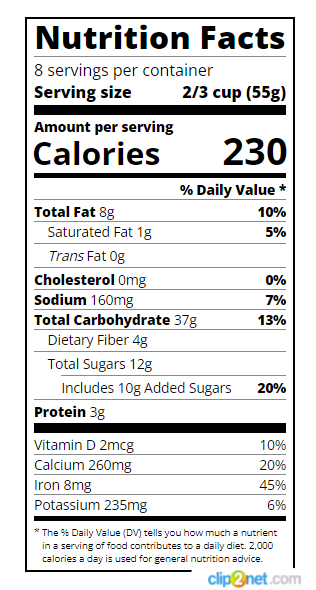 Nutrition Facts
8 servings per container
Serving size 2/3 cup (55g)
Amount per serving
Calories 230
% Daily Value *
Total Fat 8g 10%
Saturated Fat 1g 5%
Trans Fat 0g
Cholesterol 0mg 0%
Sodium 160mg 7%
Total Carbohydrate 37g 13%
Dietary Fiber 4g
Total Sugars 12g
Includes 10g Added Sugars 20%
Protein 3g
Vitamin D 2mcg 10%
Calcium 260mg 20%
Iron 8mg 45%
Potassium 235mg 6%
* The % Daily Value (DV) tells you how much a nutrient
in a serving of food contributes to a daily diet. 2,000
calories a day is used for general nutrition advice.
clip2net.com